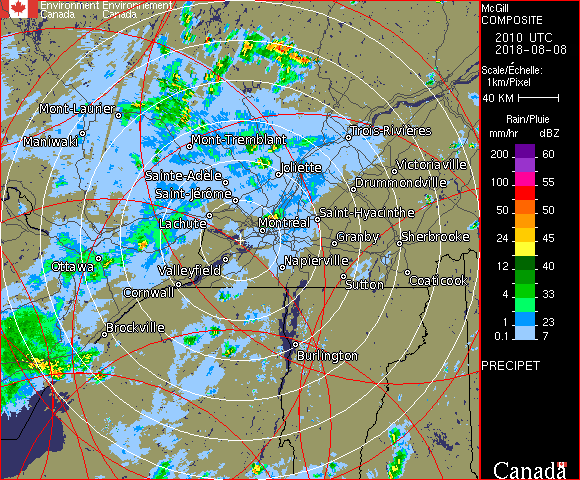 Environment Environnement
Canada Canada
McGill
COMPOSITE
2010 UTC
2018-08-08
Scale/Échelle:
1km/Pixel
40 KM
Rain/Pluie
mm/hr dBZ
200 60
100 55
50 50
24 45
12 40
4 33
1 23
0.1 7
PRECIPET
Canada
Mont-Laurier
Maniwaki
Mont-Tremblant
Trois-Rivières
Joliette
Victoriaville
Sainte-Adèle
Drummondville
Saint-Jérôme
Lachute
Montréal
Saint-Hyacinthe
Granby
Sherbrooke
Ottawa
Valleyfield
Napierville
Cornwall
Sutton
Coaticook
Brockville
Burlington